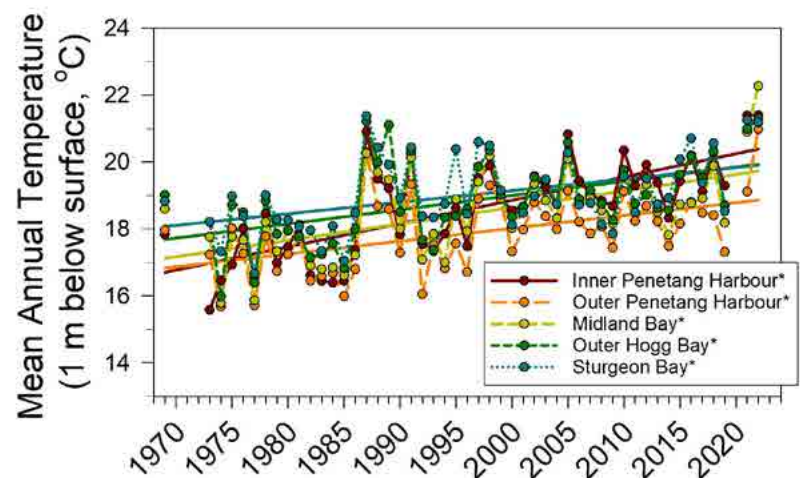 Mean Annual Temperature
(1 m below surface, °C)
24
22
20
18
16
14
Inner Penetang Harbour*
Outer Penetang Harbour*
Midland Bay*
Outer Hogg Bay*
Sturgeon Bay*
1970
1975
1980
1985
1990
1995
2000
2005
2010
2015
2020